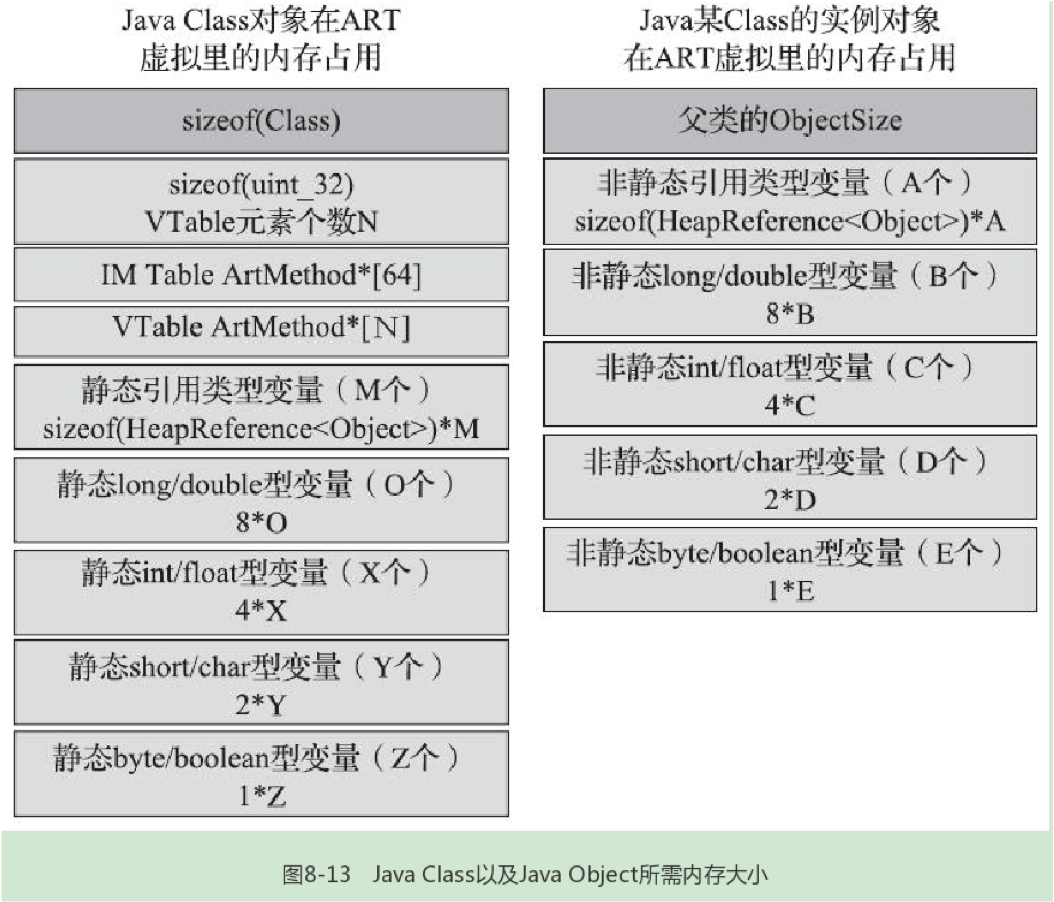 Java Class对象在ART
虚拟里的内存占用
sizeof(Class)
sizeof(uint_32)
VTable元素个数N
IM Table ArtMethod*[64]
VTable ArtMethod*[N]
静态引用类型变量（M个）
sizeof(HeapReference<Object>)*M
静态long/double型变量（O个）
8*O
静态int/float型变量（X个）
4*X
静态short/char型变量（Y个）
2*Y
静态byte/boolean型变量（Z个）
1*Z
Java某Class的实例对象
在ART虚拟里的内存占用
父类的ObjectSize
非静态引用类型变量（A个）
sizeof(HeapReference<Object>)*A
非静态long/double型变量（B个）
8*B
非静态int/float型变量（C个）
4*C
非静态short/char型变量（D个）
2*D
非静态byte/boolean型变量（E个）
1*E
图8-13 Java Class以及Java Object所需内存大小